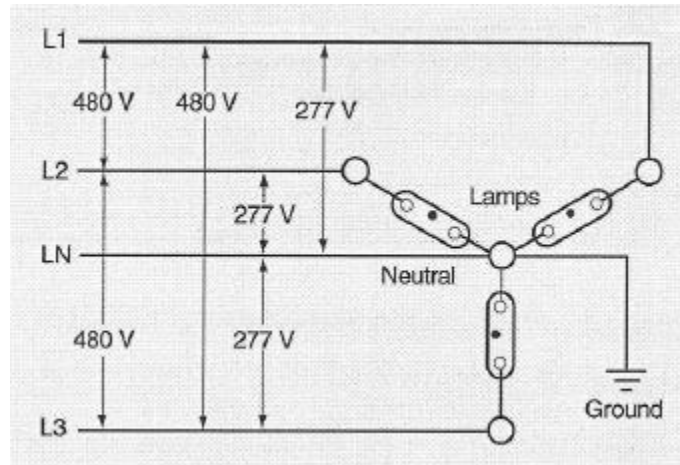 L1
480 V
480 V
277 V
L2
277 V
Lamps
LN
Neutral
480 V
277 V
L3
Ground